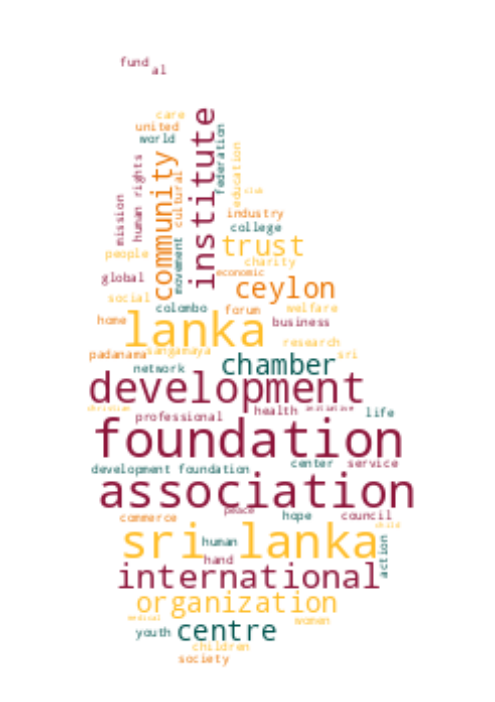 fund
al
care
united
world
institute
federation
education
community
human rights
cultural
club
mission
industry
college
movement
trust
people
charity
global
economic
ceylon
social
colombo
forum
welfare
home
lanka
business
research
padanama
sangamaya
sri
network
chamber
development
christian
professional
health
initiative
life
foundation
development foundation
center
service
association
peace
commerce
hope
council
child
sri lanka
human
action
hand
international
organization
medical
women
youth
centre
children
society